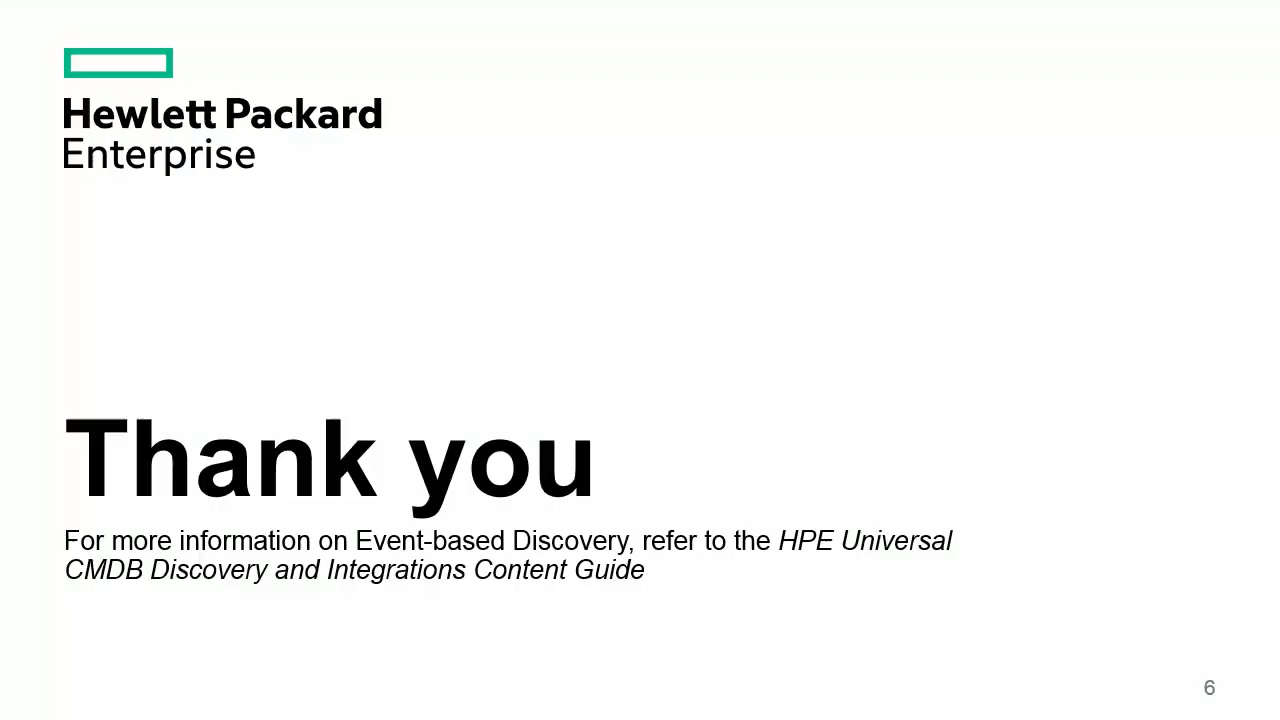 Hewlett Packard
Enterprise
Thank you
For more information on Event-based Discovery, refer to the HPE Universal
CMDB Discovery and Integrations Content Guide
6